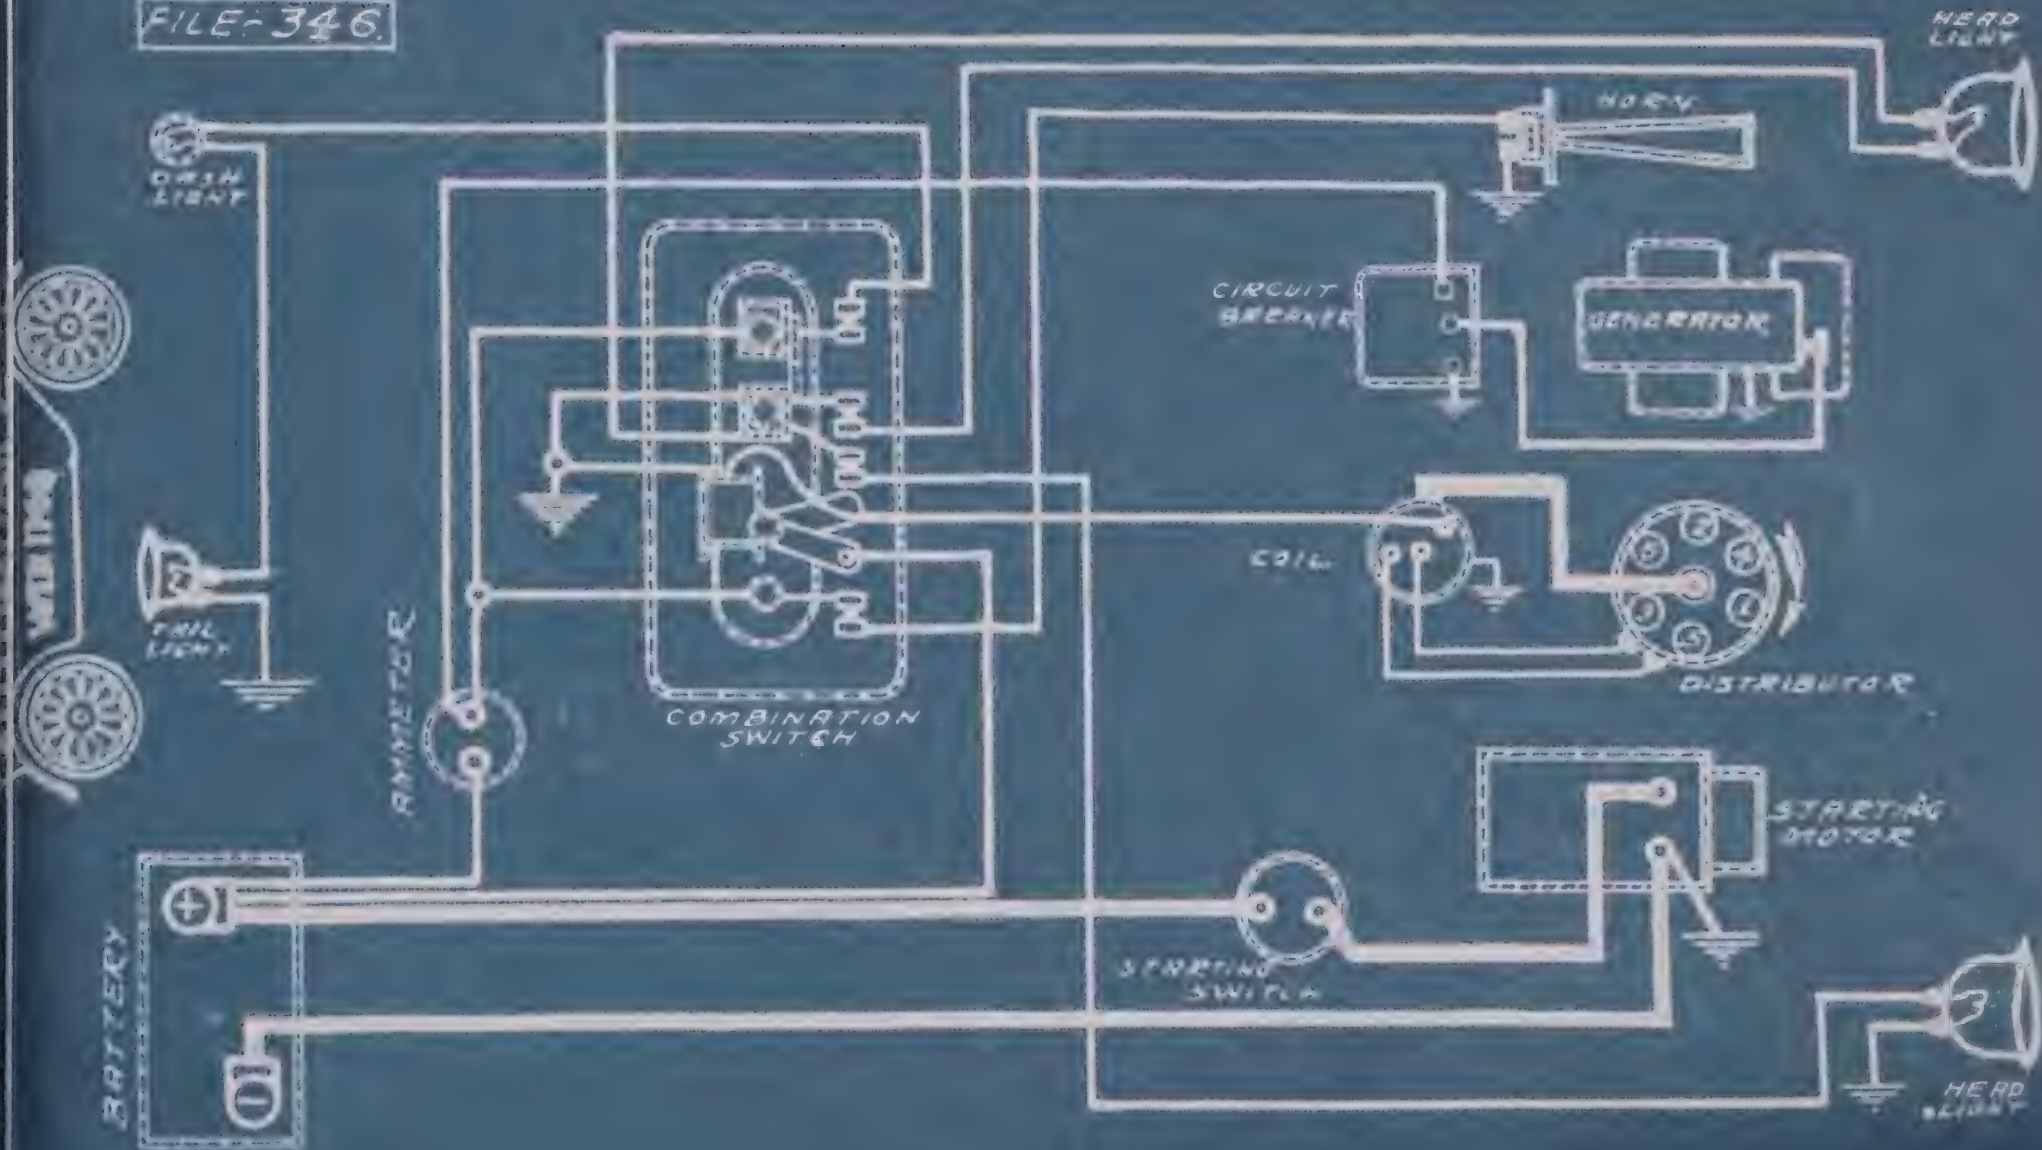 FILE-346.
HEAD
LIGHT
HORN
DASH
LIGHT
CIRCUIT
BREAKER
GENERATOR
COIL
TAIL
LIGHT
AMMETER
DISTRIBUTOR
COMBINATION
SWITCH
STARTING
MOTOR
+
BATTERY
STARTING
SWITCH
-
3
HEAD
LIGHT